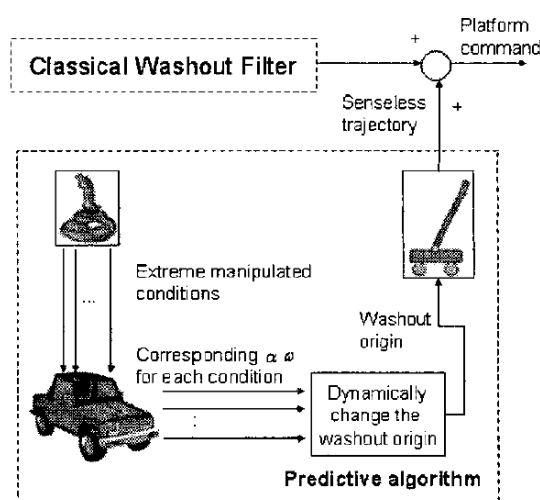 Platform
command
+
Classical Washout Filter
Senseless
trajectory
+
...
Extreme manipulated
conditions
Washout
origin
Corresponding α ω
for each condition
Dynamically
change the
washout origin
:
Predictive algorithm